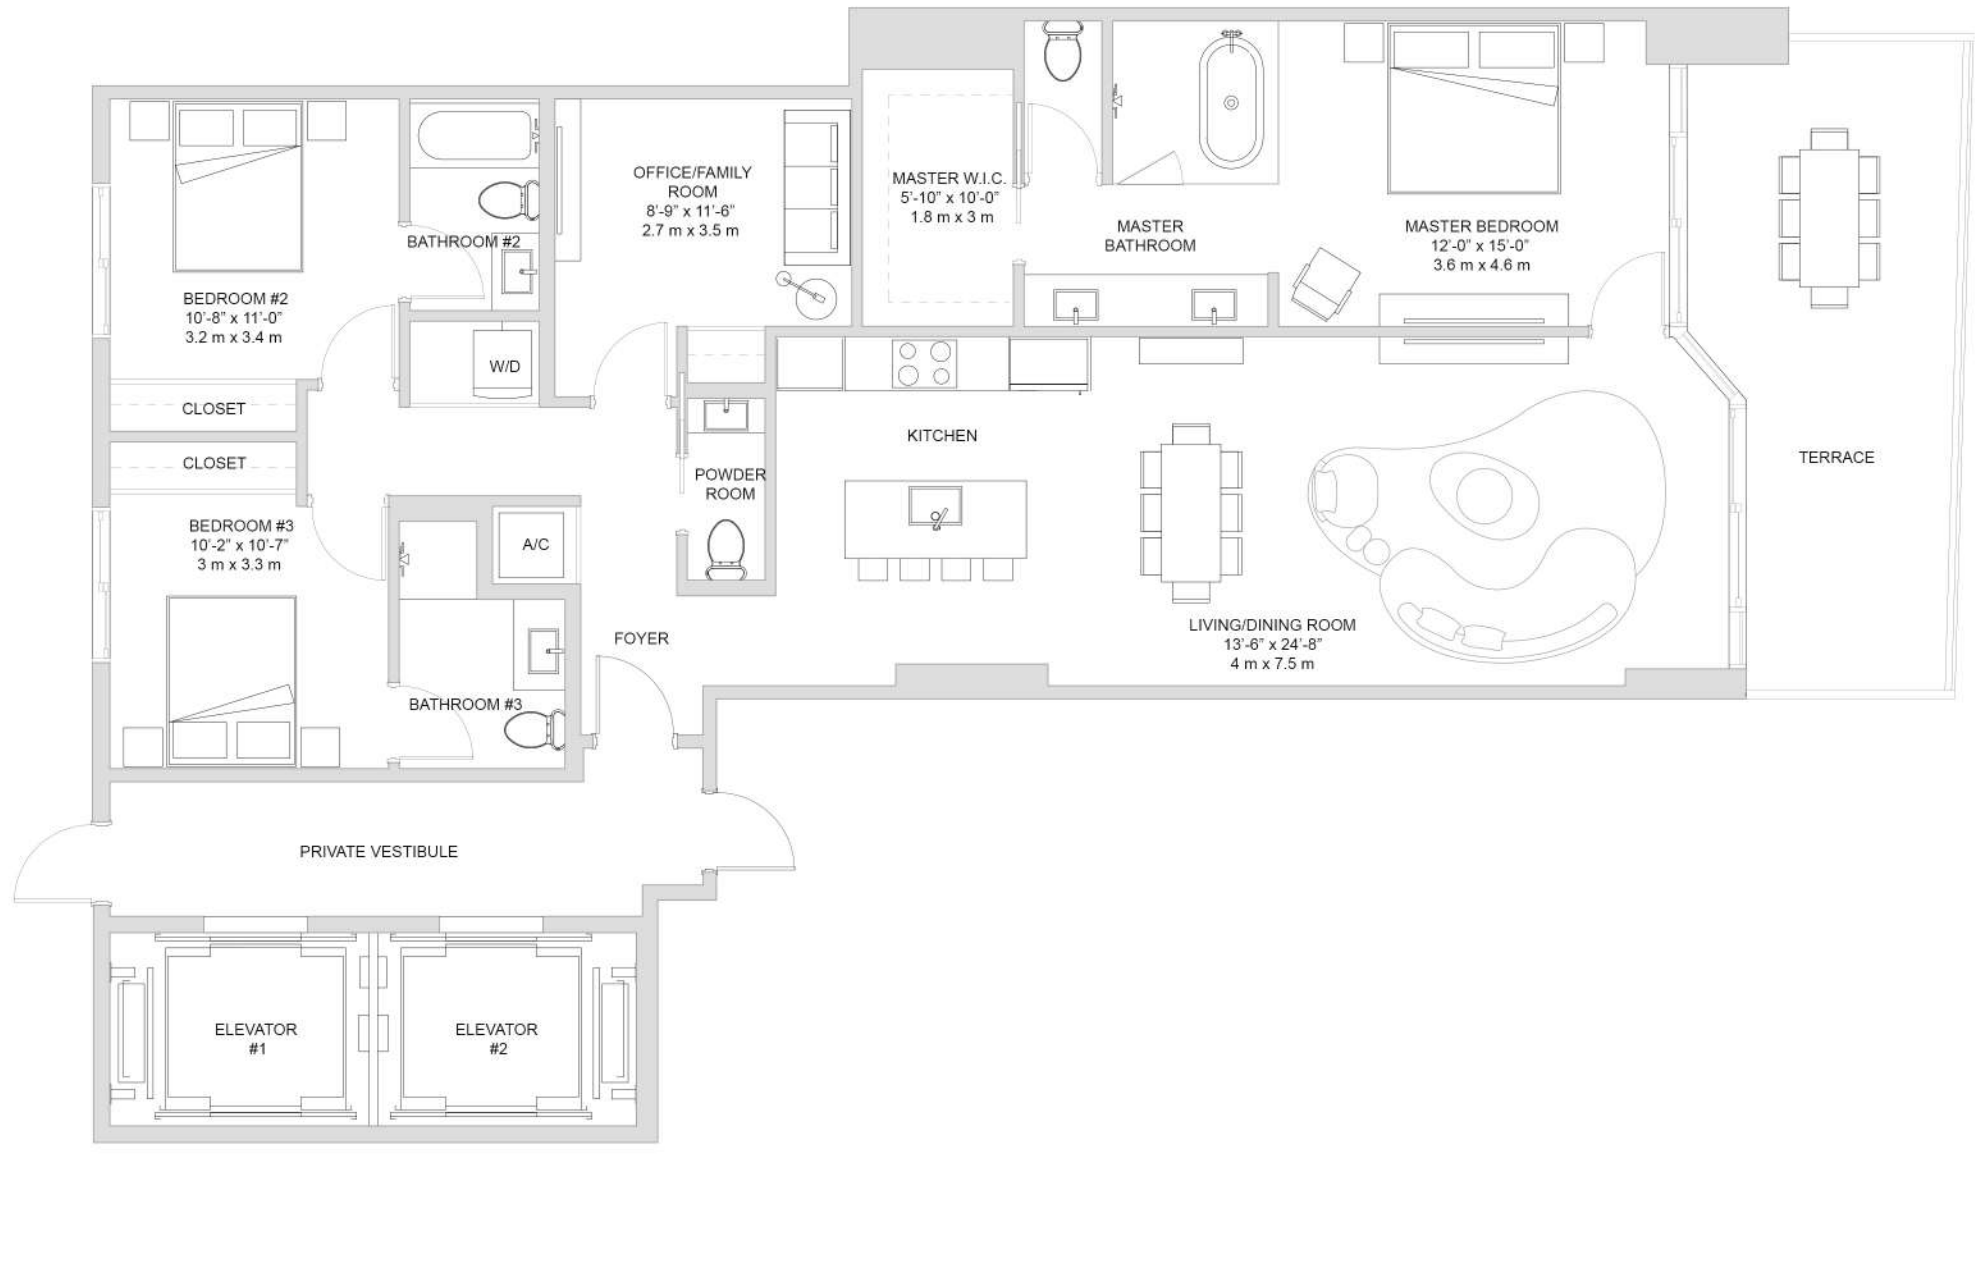 OFFICE/FAMILY
ROOM
8'-9" x 11'-6"
2.7 m x 3.5 m
MASTER W.I.C.
5'-10" x 10'-0"
1.8 m x 3 m
MASTER
BATHROOM
MASTER BEDROOM
12'-0" x 15'-0"
3.6 m x 4.6 m
BATHROOM #2
BEDROOM #2
10'-8" x 11'-0"
3.2 m x 3.4 m
W/D
CLOSET
CLOSET
KITCHEN
TERRACE
POWDER
ROOM
BEDROOM #3
10'-2" x 10'-7"
3 m x 3.3 m
A/C
FOYER
LIVING/DINING ROOM
13'-6" x 24'-8"
4 m x 7.5 m
BATHROOM #3
PRIVATE VESTIBULE
ELEVATOR
#1
ELEVATOR
#2